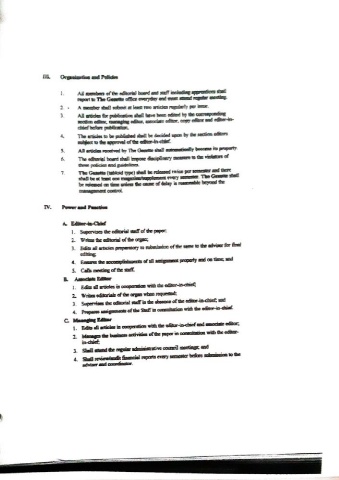 III. Organization and Policies
1. All members of the editorial board and staff including apprentices shall
report to The Gazette office everyday and must attend regular meeting.
2. A member shall submit at least two articles regularly per issue.
3. All articles for publication shall have been edited by the corresponding
section editor, managing editor, associate editor, copy editor and editor-in-
chief before publication.
4. The articles to be published shall be decided upon by the section editors
subject to the approval of the editor-in-chief.
5. All articles received by The Gazette shall automatically become its property.
6. The editorial board shall impose disciplinary measure to the violators of
these policies and guidelines.
7. The Gazette (tabloid type) shall be released twice per semester and there
shall be at least one magazine/supplement every semester. The Gazette shall
be released on time unless the cause of delay is reasonable beyond the
management control.
IV. Power and Function
A. Editor-in-Chief
1. Supervises the editorial staff of the paper;
2. Writes the editorial of the organ;
3. Edits all articles preparatory to submission of the same to the adviser for final
editing;
4. Ensures the accomplishments of all assignment properly and on time; and
5. Calls meeting of the staff.
B. Associate Editor
1. Edits all articles in cooperation with the editor-in-chief;
2. Writes editorials of the organ when requested;
3. Supervises the editorial staff in the absence of the editor-in-chief; and
4. Prepares assignments of the Staff in consultation with the editor-in-chief.
C. Managing Editor
1. Edits all articles in cooperation with the editor-in-chief and associate editor;
2. Manages the business activities of the paper in consultation with the editor-
in-chief;
3. Shall attend the regular administrative council meetings; and
4. Shall financial reports every semester before submission to the
adviser and coordinator.